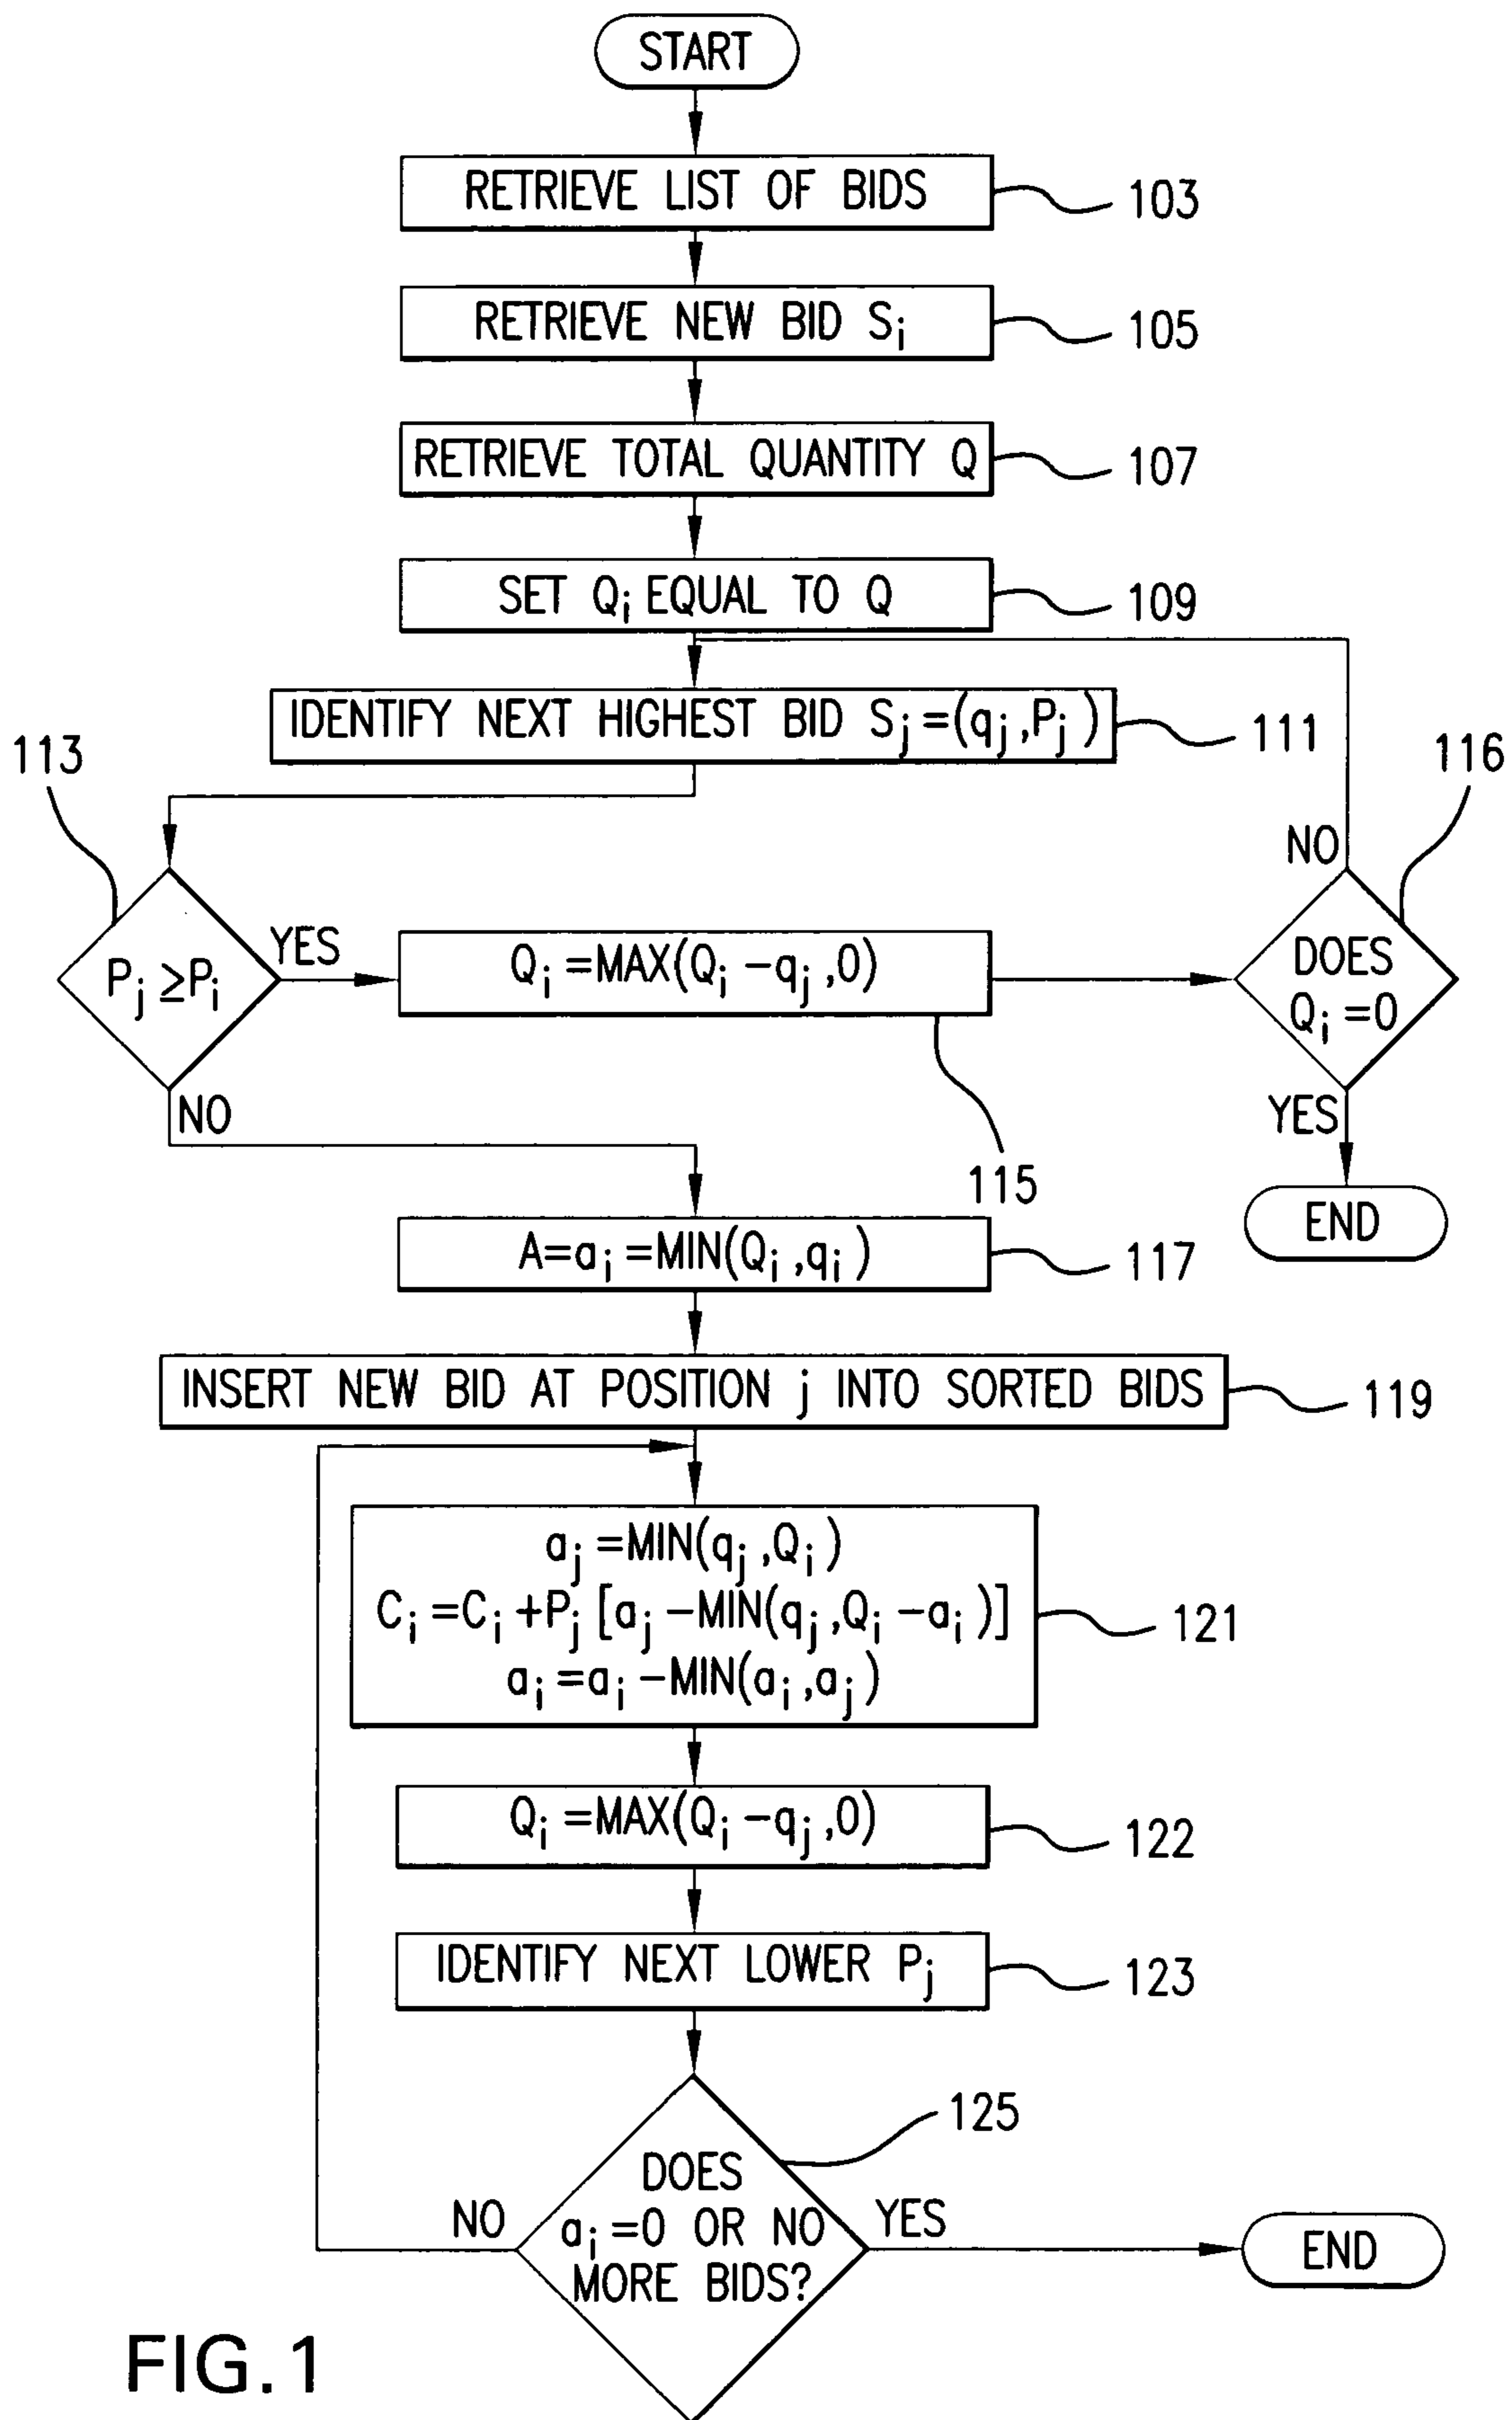 START
RETRIEVE LIST OF BIDS
103
RETRIEVE NEW BID Si
105
RETRIEVE TOTAL QUANTITY Q
107
SET Qi EQUAL TO Q
109
IDENTIFY NEXT HIGHEST BID Sj=(qj,Pj)
111
113
116
NO
Pj ≥Pi
YES
Qi =MAX(Qi −qj ,0)
DOES
Qi =0
NO
YES
115
END
A=ai =MIN(Qi ,qi )
117
INSERT NEW BID AT POSITION j INTO SORTED BIDS
119
aj =MIN(qj ,Qi )
Ci =Ci +Pj [aj −MIN(qj ,Qi −ai )]
ai =ai −MIN(ai ,aj )
121
Qi =MAX(Qi −qj ,0)
122
IDENTIFY NEXT LOWER Pj
123
125
DOES
ai =0 OR NO
MORE BIDS?
NO
YES
END
FIG.1